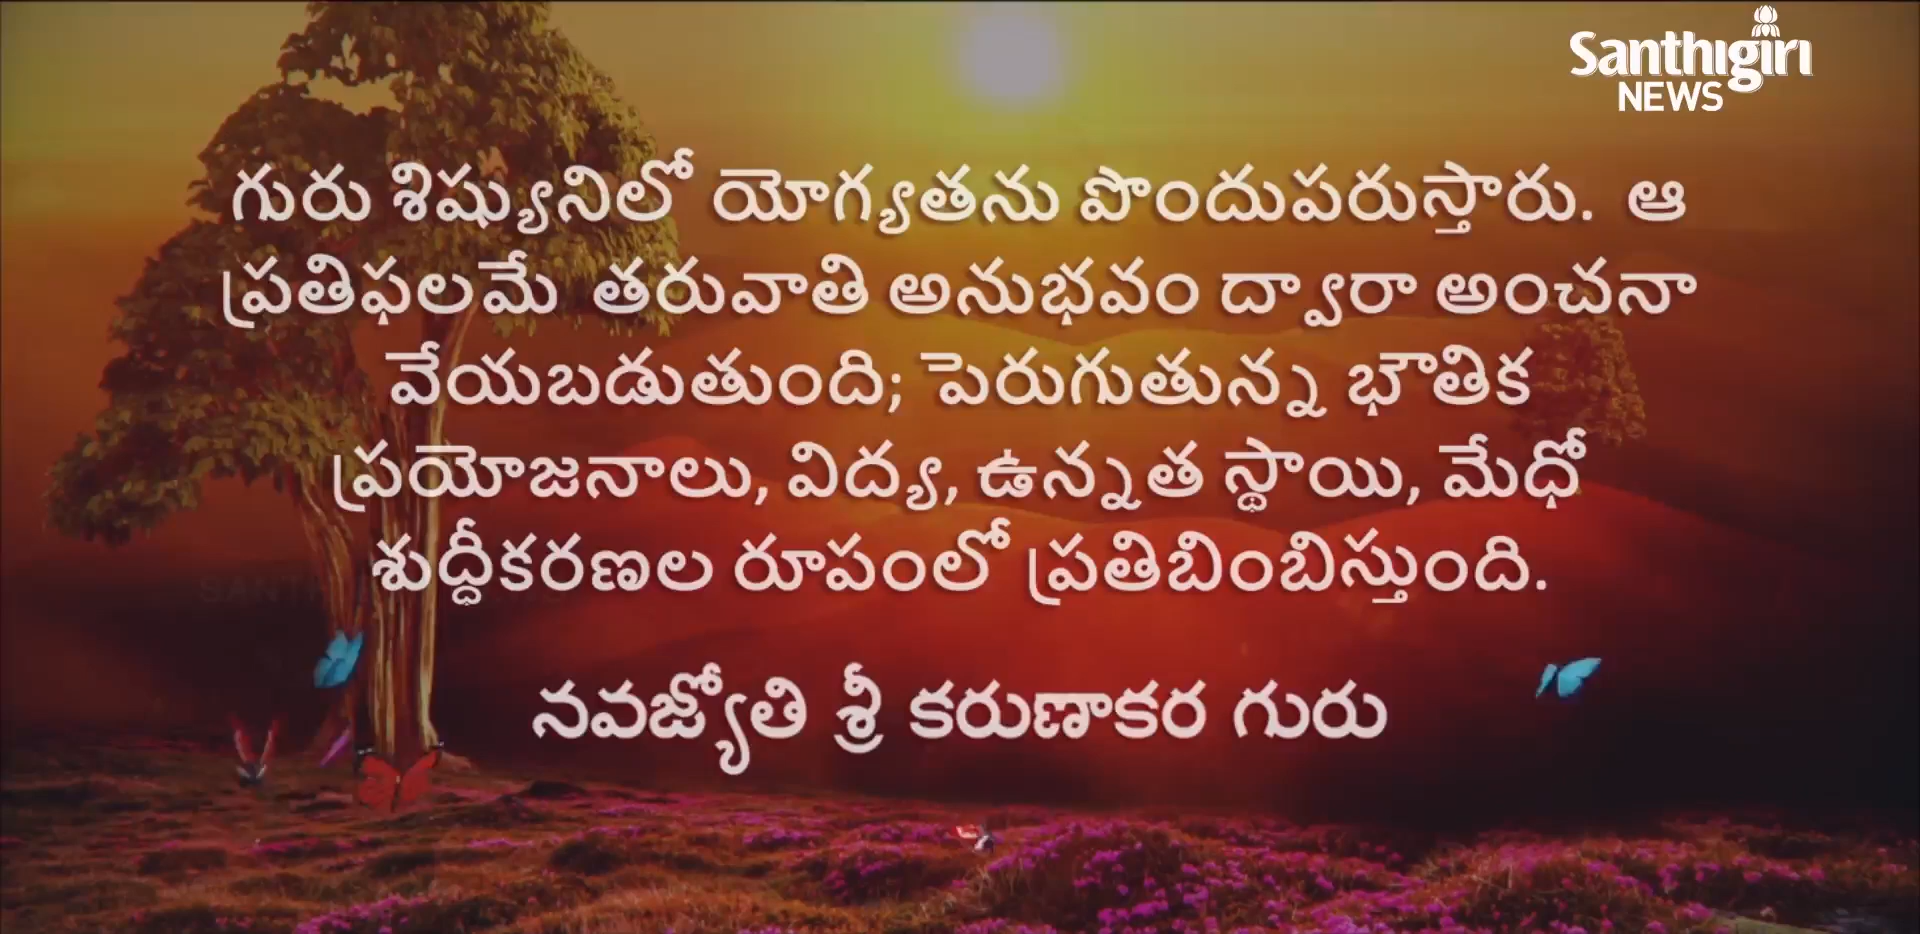 Santhigiri
NEWS
గురు శిష్యునిలో యోగ్యతను పొందుపరుస్తారు. ఆ
ప్రతిఫలమే తరువాతి అనుభవం ద్వారా అంచనా
వేయబడుతుంది; పెరుగుతున్న భౌతిక
ప్రయోజనాలు, విద్య, ఉన్నత స్థాయి, మేధో
శుద్ధీకరణల రూపంలో ప్రతిబింబిస్తుంది.
నవజ్యోతి శ్రీ కరుణాకర గురు